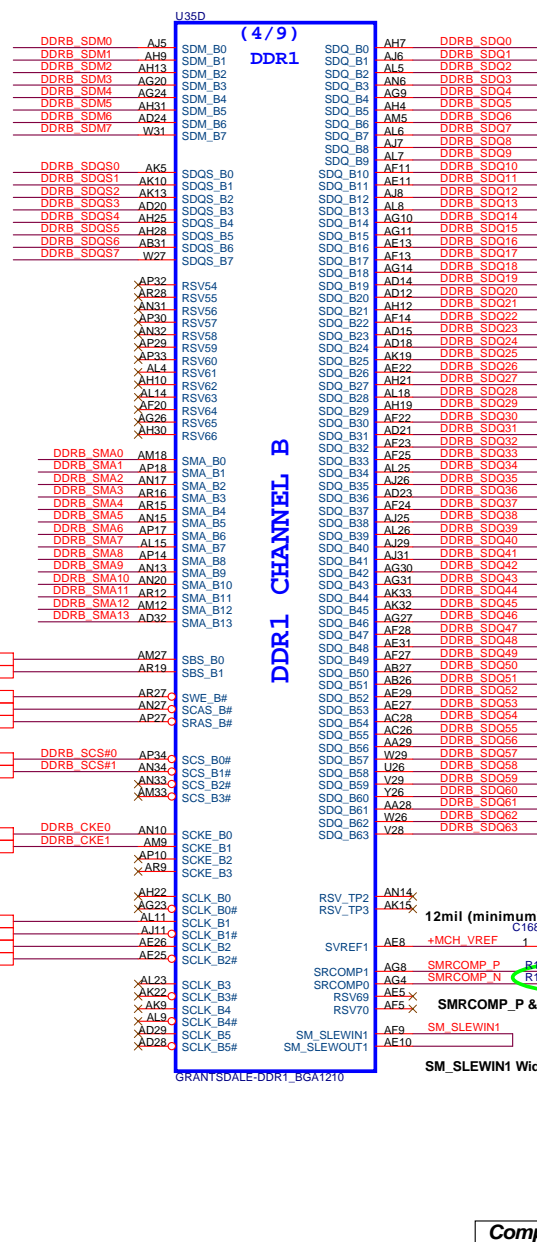 U35D
(4/9)
DDR1
DDR1 CHANNEL B
DDRB_SDM0 AJ5 SDM_B0
DDRB_SDM1 AH9 SDM_B1
DDRB_SDM2 AH13 SDM_B2
DDRB_SDM3 AG20 SDM_B3
DDRB_SDM4 AG24 SDM_B4
DDRB_SDM5 AH31 SDM_B5
DDRB_SDM6 AD24 SDM_B6
DDRB_SDM7 W31 SDM_B7
DDRB_SDQS0 AK5 SDQS_B0
DDRB_SDQS1 AK10 SDQS_B1
DDRB_SDQS2 AK13 SDQS_B2
DDRB_SDQS3 AD20 SDQS_B3
DDRB_SDQS4 AH25 SDQS_B4
DDRB_SDQS5 AH28 SDQS_B5
DDRB_SDQS6 AB31 SDQS_B6
DDRB_SDQS7 W27 SDQS_B7
AP32 RSV54
AR28 RSV55
AN31 RSV56
AP30 RSV57
AN32 RSV58
AP29 RSV59
AP33 RSV60
AL4 RSV61
AH10 RSV62
AL14 RSV63
AF20 RSV64
AG26 RSV65
AH30 RSV66
DDRB_SMA0 AM18 SMA_B0
DDRB_SMA1 AP18 SMA_B1
DDRB_SMA2 AN17 SMA_B2
DDRB_SMA3 AR16 SMA_B3
DDRB_SMA4 AR15 SMA_B4
DDRB_SMA5 AN15 SMA_B5
DDRB_SMA6 AP17 SMA_B6
DDRB_SMA7 AL15 SMA_B7
DDRB_SMA8 AP14 SMA_B8
DDRB_SMA9 AN13 SMA_B9
DDRB_SMA10 AN20 SMA_B10
DDRB_SMA11 AR12 SMA_B11
DDRB_SMA12 AM12 SMA_B12
DDRB_SMA13 AD32 SMA_B13
AM27 SBS_B0
AR19 SBS_B1
AR27 SWE_B#
AN27 SCAS_B#
AP27 SRAS_B#
DDRB_SCS#0 AP34 SCS_B0#
DDRB_SCS#1 AN34 SCS_B1#
AN33 SCS_B2#
AM33 SCS_B3#
DDRB_CKE0 AN10 SCKE_B0
DDRB_CKE1 AM9 SCKE_B1
AP10 SCKE_B2
AR9 SCKE_B3
AH22 SCLK_B0
AG23 SCLK_B0#
AL11 SCLK_B1
AJ11 SCLK_B1#
AE26 SCLK_B2
AE25 SCLK_B2#
AL23 SCLK_B3
AK22 SCLK_B3#
AK9 SCLK_B4
AL9 SCLK_B4#
AD29 SCLK_B5
AD28 SCLK_B5#
SDQ_B0 AH7 DDRB_SDQ0
SDQ_B1 AJ6 DDRB_SDQ1
SDQ_B2 AL5 DDRB_SDQ2
SDQ_B3 AN6 DDRB_SDQ3
SDQ_B4 AG9 DDRB_SDQ4
SDQ_B5 AH4 DDRB_SDQ5
SDQ_B6 AM5 DDRB_SDQ6
SDQ_B7 AL6 DDRB_SDQ7
SDQ_B8 AJ7 DDRB_SDQ8
SDQ_B9 AL7 DDRB_SDQ9
SDQ_B10 AF11 DDRB_SDQ10
SDQ_B11 AE11 DDRB_SDQ11
SDQ_B12 AJ8 DDRB_SDQ12
SDQ_B13 AL8 DDRB_SDQ13
SDQ_B14 AG10 DDRB_SDQ14
SDQ_B15 AG11 DDRB_SDQ15
SDQ_B16 AE13 DDRB_SDQ16
SDQ_B17 AF13 DDRB_SDQ17
SDQ_B18 AG14 DDRB_SDQ18
SDQ_B19 AD14 DDRB_SDQ19
SDQ_B20 AD12 DDRB_SDQ20
SDQ_B21 AH12 DDRB_SDQ21
SDQ_B22 AF14 DDRB_SDQ22
SDQ_B23 AD15 DDRB_SDQ23
SDQ_B24 AD18 DDRB_SDQ24
SDQ_B25 AK19 DDRB_SDQ25
SDQ_B26 AE22 DDRB_SDQ26
SDQ_B27 AH21 DDRB_SDQ27
SDQ_B28 AL18 DDRB_SDQ28
SDQ_B29 AH19 DDRB_SDQ29
SDQ_B30 AF22 DDRB_SDQ30
SDQ_B31 AD21 DDRB_SDQ31
SDQ_B32 AF23 DDRB_SDQ32
SDQ_B33 AF25 DDRB_SDQ33
SDQ_B34 AL25 DDRB_SDQ34
SDQ_B35 AJ26 DDRB_SDQ35
SDQ_B36 AD23 DDRB_SDQ36
SDQ_B37 AF24 DDRB_SDQ37
SDQ_B38 AJ25 DDRB_SDQ38
SDQ_B39 AL26 DDRB_SDQ39
SDQ_B40 AJ29 DDRB_SDQ40
SDQ_B41 AJ31 DDRB_SDQ41
SDQ_B42 AG30 DDRB_SDQ42
SDQ_B43 AG31 DDRB_SDQ43
SDQ_B44 AK33 DDRB_SDQ44
SDQ_B45 AK32 DDRB_SDQ45
SDQ_B46 AG27 DDRB_SDQ46
SDQ_B47 AF28 DDRB_SDQ47
SDQ_B48 AE31 DDRB_SDQ48
SDQ_B49 AF27 DDRB_SDQ49
SDQ_B50 AB27 DDRB_SDQ50
SDQ_B51 AB26 DDRB_SDQ51
SDQ_B52 AE29 DDRB_SDQ52
SDQ_B53 AE27 DDRB_SDQ53
SDQ_B54 AC28 DDRB_SDQ54
SDQ_B55 AC26 DDRB_SDQ55
SDQ_B56 AA29 DDRB_SDQ56
SDQ_B57 W29 DDRB_SDQ57
SDQ_B58 U26 DDRB_SDQ58
SDQ_B59 V29 DDRB_SDQ59
SDQ_B60 Y26 DDRB_SDQ60
SDQ_B61 AA28 DDRB_SDQ61
SDQ_B62 W26 DDRB_SDQ62
SDQ_B63 V28 DDRB_SDQ63
RSV_TP2 AN14
RSV_TP3 AK15
12mil (minimum
C168
SVREF1 AE8 +MCH_VREF 1
SRCOMP1 AG8 SMRCOMP_P R1
SRCOMP0 AG4 SMRCOMP_N R1
RSV69 AE5
RSV70 AF5
SMRCOMP_P &
SM_SLEWIN1 AF9 SM_SLEWIN1
SM_SLEWOUT1 AE10
SM_SLEWIN1 Wid
GRANTSDALE-DDR1_BGA1210
Comp